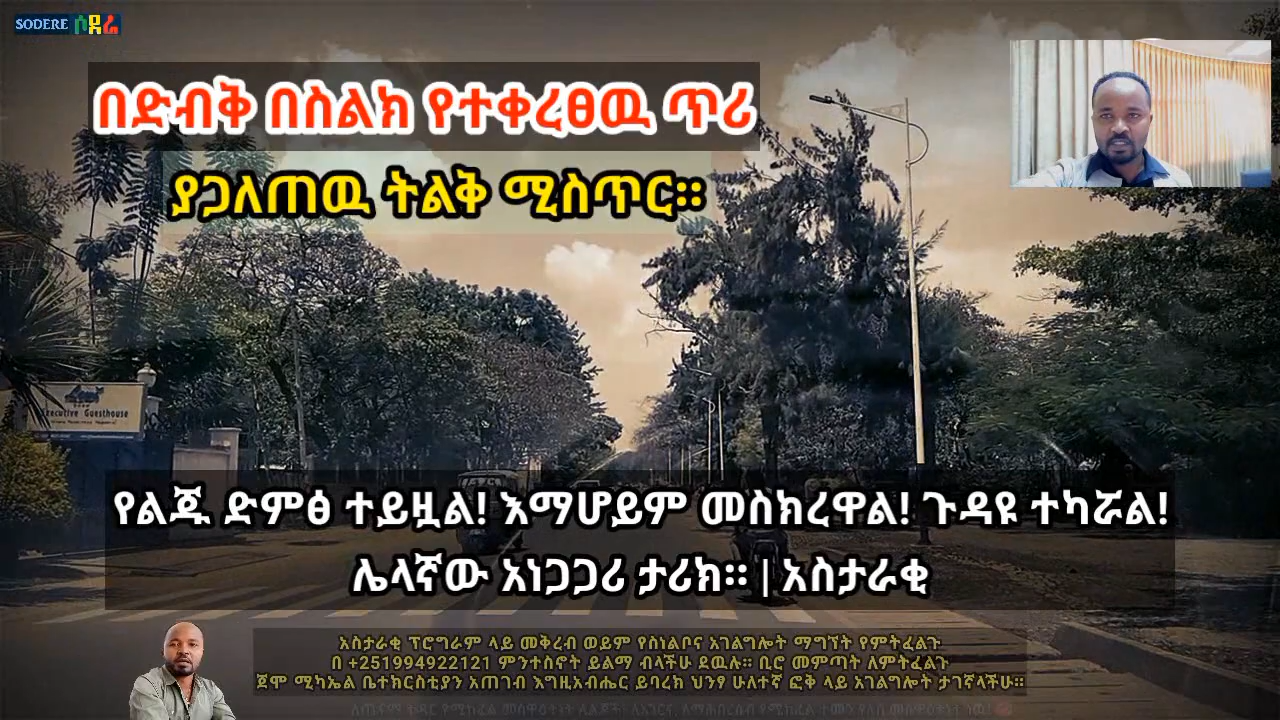 SODERE ሶደሬ
በድብቅ በስልክ የተቀረፀዉ ጥሪ
ያጋለጠዉ ትልቅ ሚስጥር።
Executive Guesthouse
የልጁ ድምፅ ተይዟል! እማሆይም መስክረዋል! ጉዳዩ ተካሿል!
ሌላኛው አነጋጋሪ ታሪክ። | አስታራቂ
አስታራቂ ፕሮግራም ላይ መቅረብ ወይም የስነልቦና አገልግሎት ማግኘት የምትፈልጉ
በ +251994922121 ምንተስኖት ይልማ ብላችሁ ደዉሉ። ቢሮ መምጣት ለምትፈልጉ
ጀሞ ሚካኤል ቤተክርስቲያን አጠገብ እግዚአብሔር ይባረክ ህንፃ ሁለተኛ ፎቅ ላይ አገልግሎት ታገኛላችሁ።